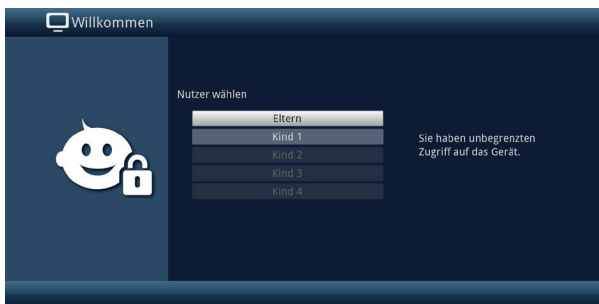 Willkommen
Nutzer wählen
Eltern
Kind 1
Kind 2
Kind 3
Kind 4
Sie haben unbegrenzten
Zugriff auf das Gerät.